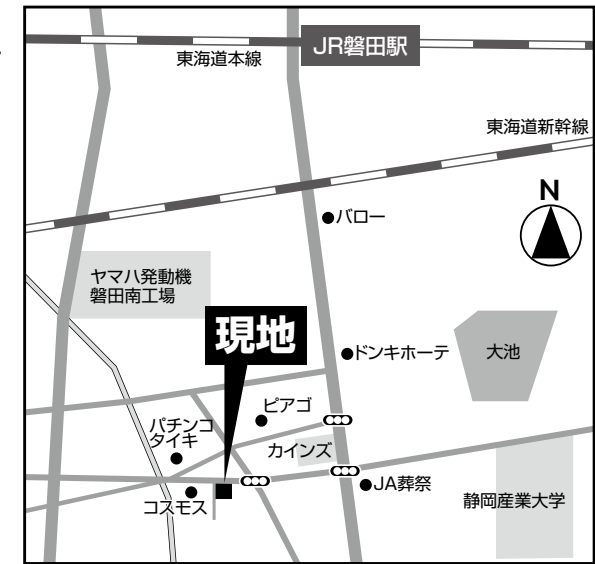 JR磐田駅
東海道本線
東海道新幹線
バロー
N
ヤマハ発動機
磐田南工場
現地
ドンキホーテ
大池
ピアゴ
パチンコ
タイキ
カインズ
JA葬祭
コスモス
静岡産業大学